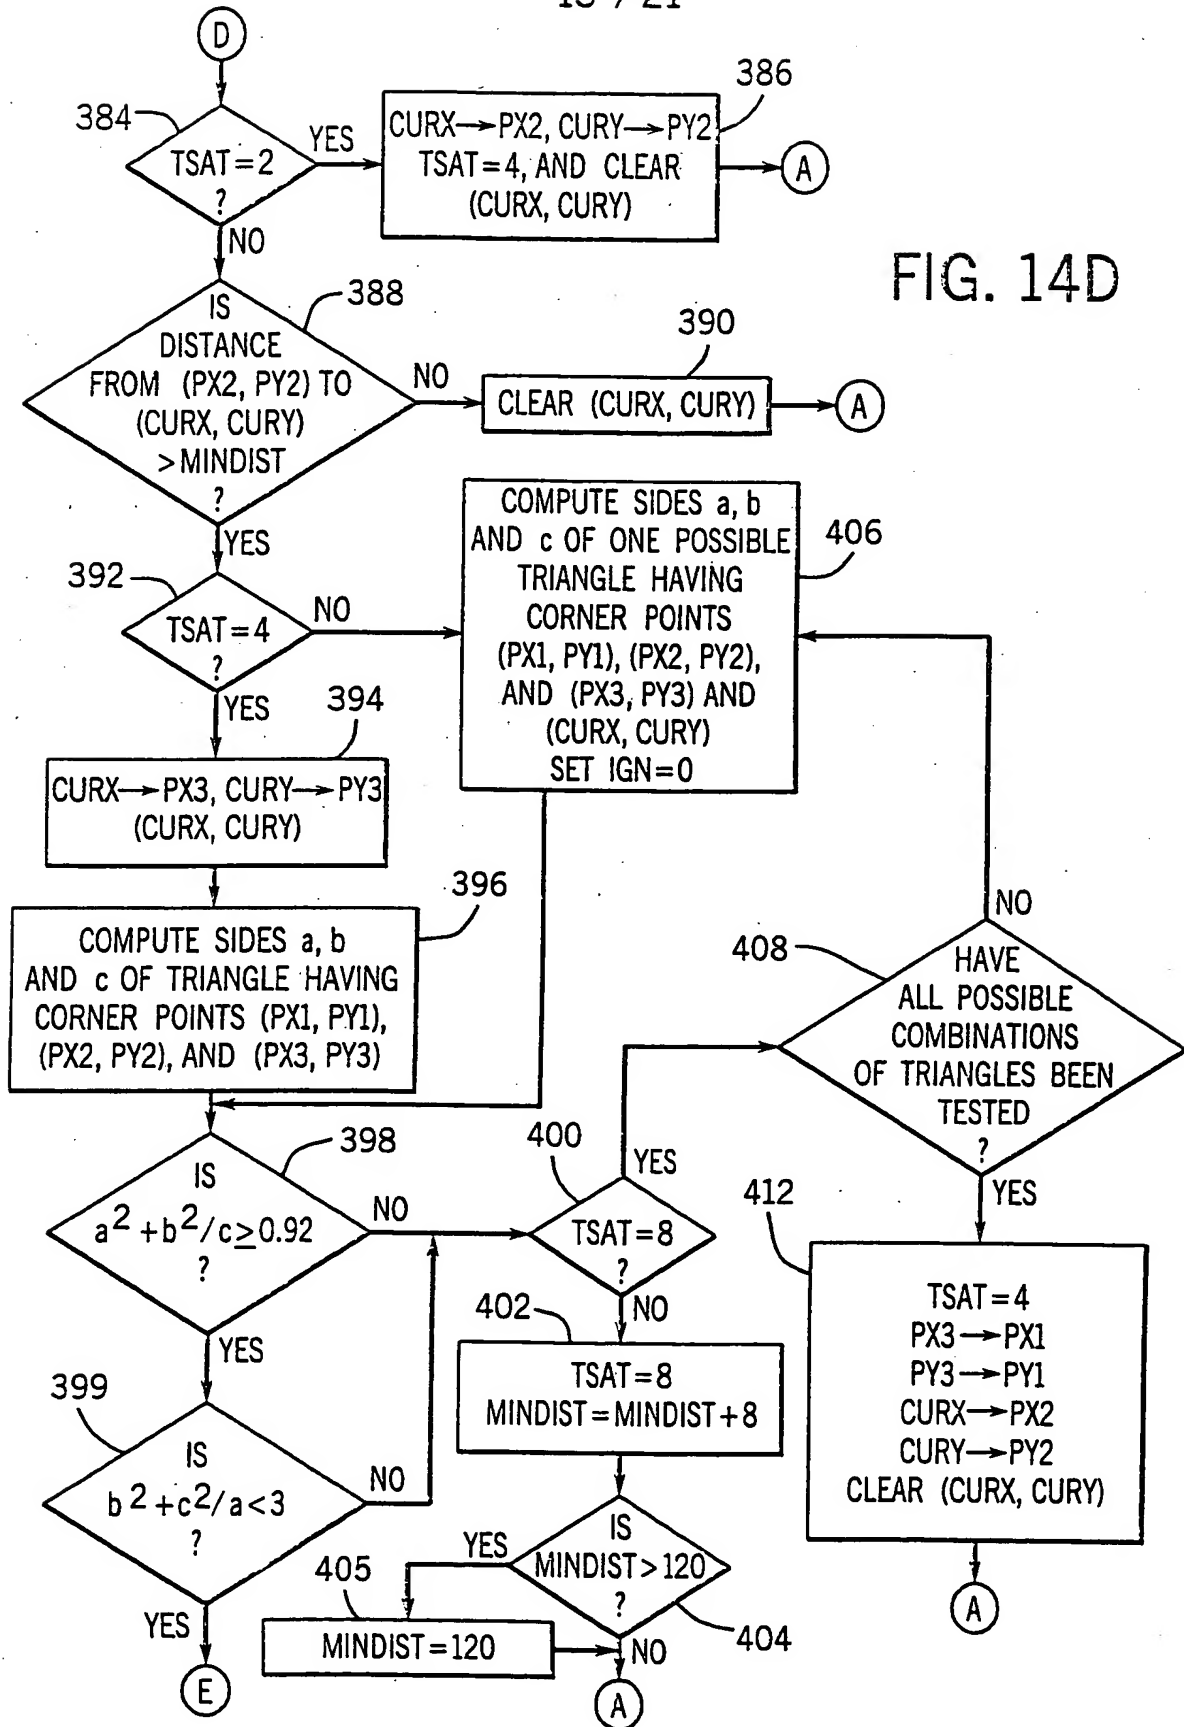 18 / 21
D
384
TSAT=2
?
YES
NO
386
CURX→PX2, CURY→PY2
TSAT=4, AND CLEAR
(CURX, CURY)
A
FIG. 14D
388
IS
DISTANCE
FROM (PX2, PY2) TO
(CURX, CURY)
>MINDIST
?
NO
YES
390
CLEAR (CURX, CURY)
A
392
TSAT=4
?
NO
YES
406
COMPUTE SIDES a, b
AND c OF ONE POSSIBLE
TRIANGLE HAVING
CORNER POINTS
(PX1, PY1), (PX2, PY2),
AND (PX3, PY3) AND
(CURX, CURY)
SET IGN=0
394
CURX→PX3, CURY→PY3
(CURX, CURY)
396
COMPUTE SIDES a, b
AND c OF TRIANGLE HAVING
CORNER POINTS (PX1, PY1),
(PX2, PY2), AND (PX3, PY3)
398
IS
a² +b²/c≥0.92
?
NO
YES
399
IS
b²+c²/a<3
?
NO
YES
E
400
TSAT=8
?
YES
NO
402
TSAT=8
MINDIST=MINDIST+8
404
IS
MINDIST>120
?
YES
NO
405
MINDIST=120
A
408
HAVE
ALL POSSIBLE
COMBINATIONS
OF TRIANGLES BEEN
TESTED
?
NO
YES
412
TSAT=4
PX3→PX1
PY3→PY1
CURX→PX2
CURY→PY2
CLEAR (CURX, CURY)
A